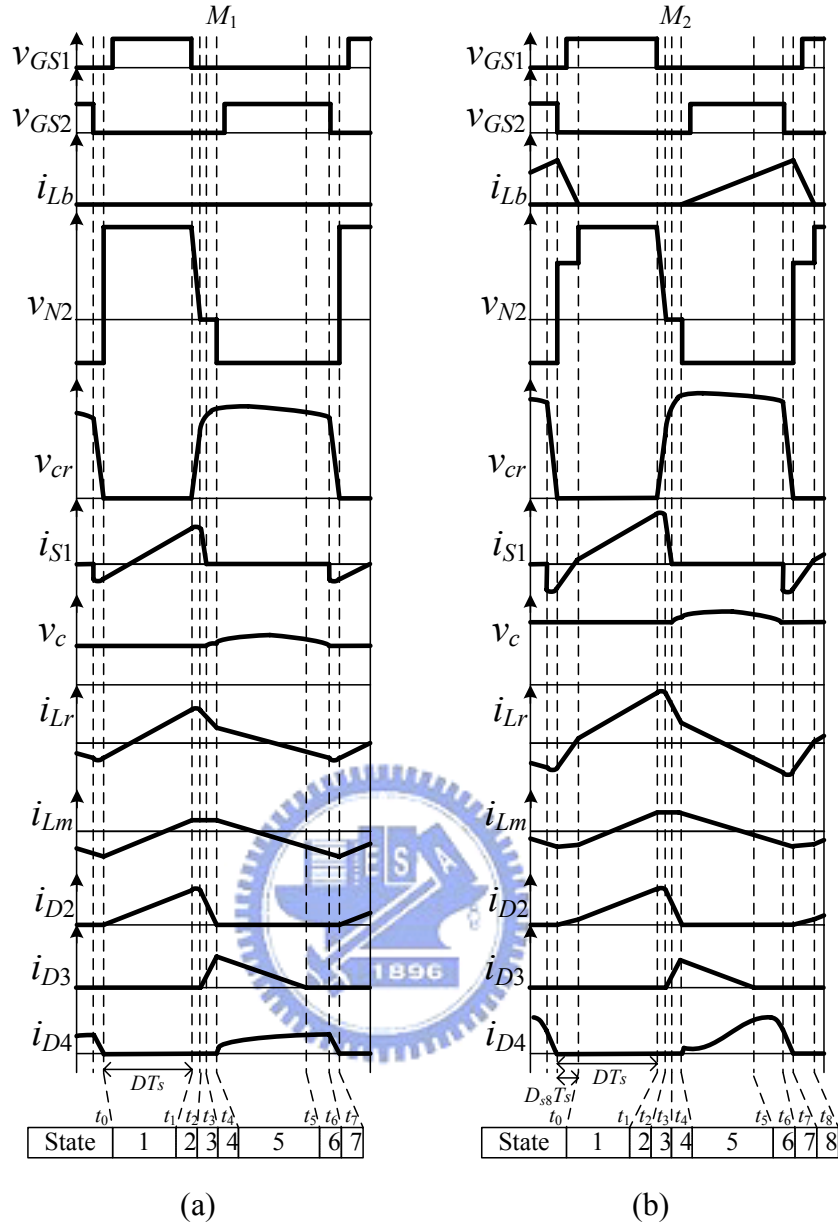 M1
vGS1
vGS2
iLb
vN2
vcr
iS1
vc
iLr
iLm
iD2
iD3
iD4
DTs
t0 t1 t2 t3 t4 t5 t6 t7
State 1 2 3 4 5 6 7
(a)
M2
vGS1
vGS2
iLb
vN2
vcr
iS1
vc
iLr
iLm
iD2
iD3
iD4
DTs
Ds8Ts
t0 t1 t2 t3 t4 t5 t6 t7 t8
State 1 2 3 4 5 6 7 8
(b)
E S A
1896